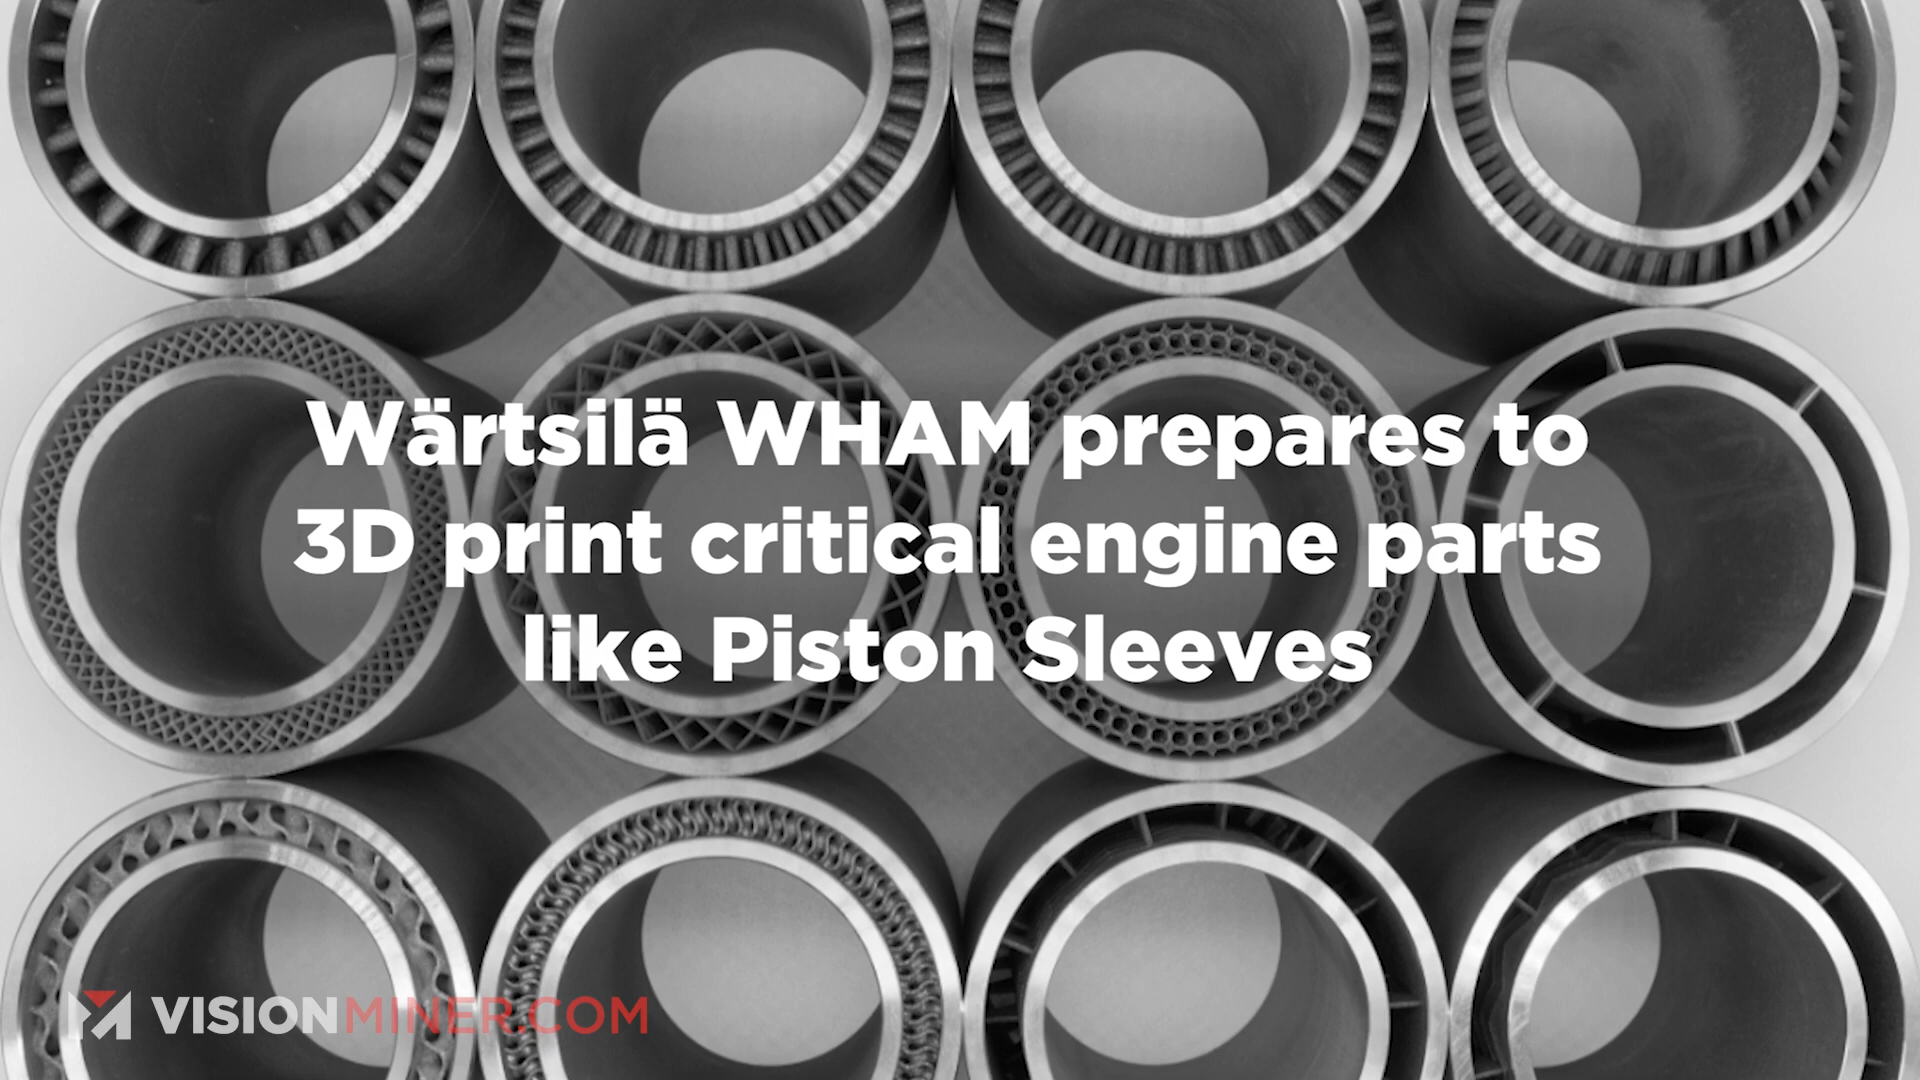 Wärtsilä WHAM prepares to
3D print critical engine parts
like Piston Sleeves
VISIONMINER.COM